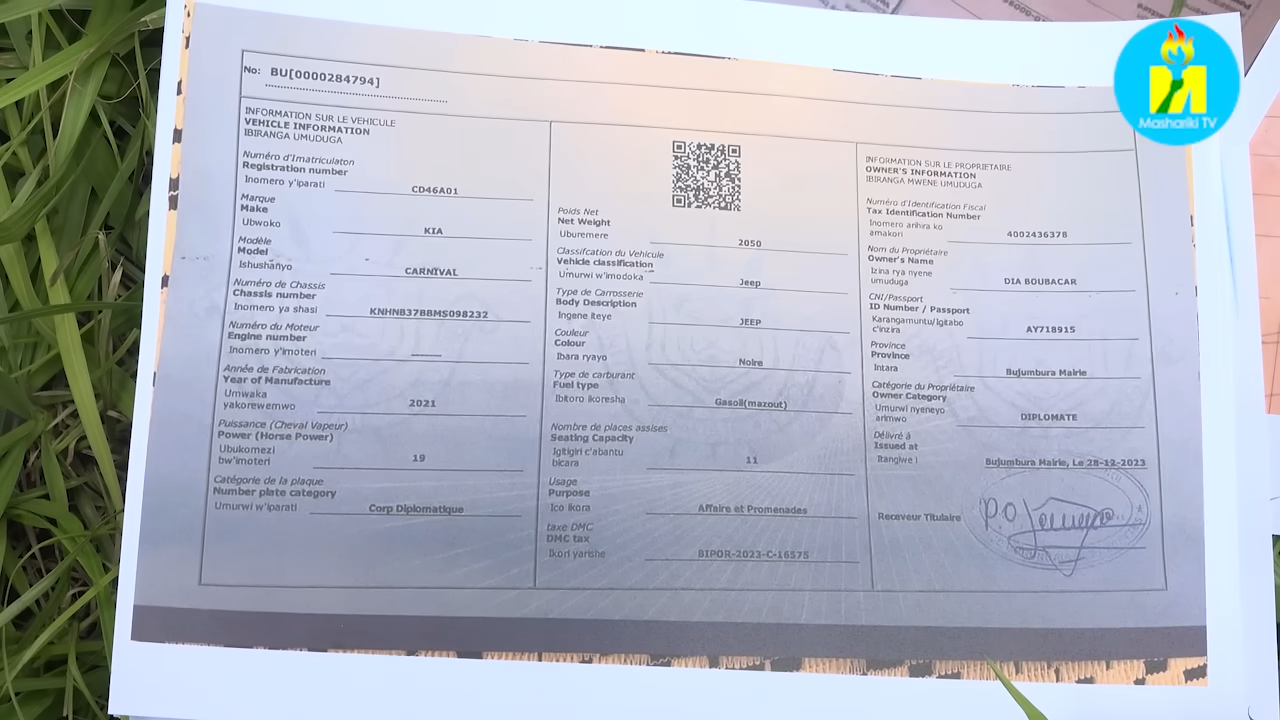 No: BU[0000284794]
INFORMATION SUR LE VEHICULE
VEHICLE INFORMATION
IBIRANGA UMUDUGA
Numéro d'Imatriculaton
Registration number
Inomero y'iparati CD46A01
Marque
Make
Ubwoko KIA
Modèle
Model
Ishushanyo CARNIVAL
Numéro de Chassis
Chassis number
Inomero ya shasi KNHNB37BBMS098232
Numéro du Moteur
Engine number
Inomero y'imoteri
Année de Fabrication
Year of Manufacture
Umwaka
yakorewemwo 2021
Puissance (Cheval Vapeur)
Power (Horse Power)
Ubukomezi
bw'imoteri 19
Catégorie de la plaque
Number plate category
Umurwi w'iparati Corp Diplomatique
Poids Net
Net Weight
Uburemere 2050
Classifcation du Vehicule
Vehicle classification
Umurwi w'imodoka Jeep
Type de Carrosserie
Body Description
Ingene iteye JEEP
Couleur
Colour
Ibara ryayo Noire
Type de carburant
Fuel type
Ibitoro ikoresha Gasoil(mazout)
Nombre de places assises
Seating Capacity
Igitigiri c'abantu
bicara 11
Usage
Purpose
Ico ikora Affaire et Promenades
taxe DMC
DMC tax
Ikori yarishe BIPOR-2023-C-16575
INFORMATION SUR LE PROPRIETAIRE
OWNER'S INFORMATION
IBIRANGA MWENE UMUDUGA
Numéro d'Identification Fiscal
Tax Identification Number
Inomero arihira ko
amakori 4002436378
Nom du Propriétaire
Owner's Name
Izina rya nyene
umuduga DIA BOUBACAR
CNI/Passport
ID Number / Passport
Karangamuntu/Igitabo
c'inzira AY718915
Province
Province
Intara Bujumbura Mairie
Catégorie du Propriétaire
Owner Category
Umurwi nyeneyo
arimwo DIPLOMATE
Délivré à
Issued at
Itangiwe i Bujumbura Mairie, Le 28-12-2023
Receveur Titulaire P.O
Mashariki TV